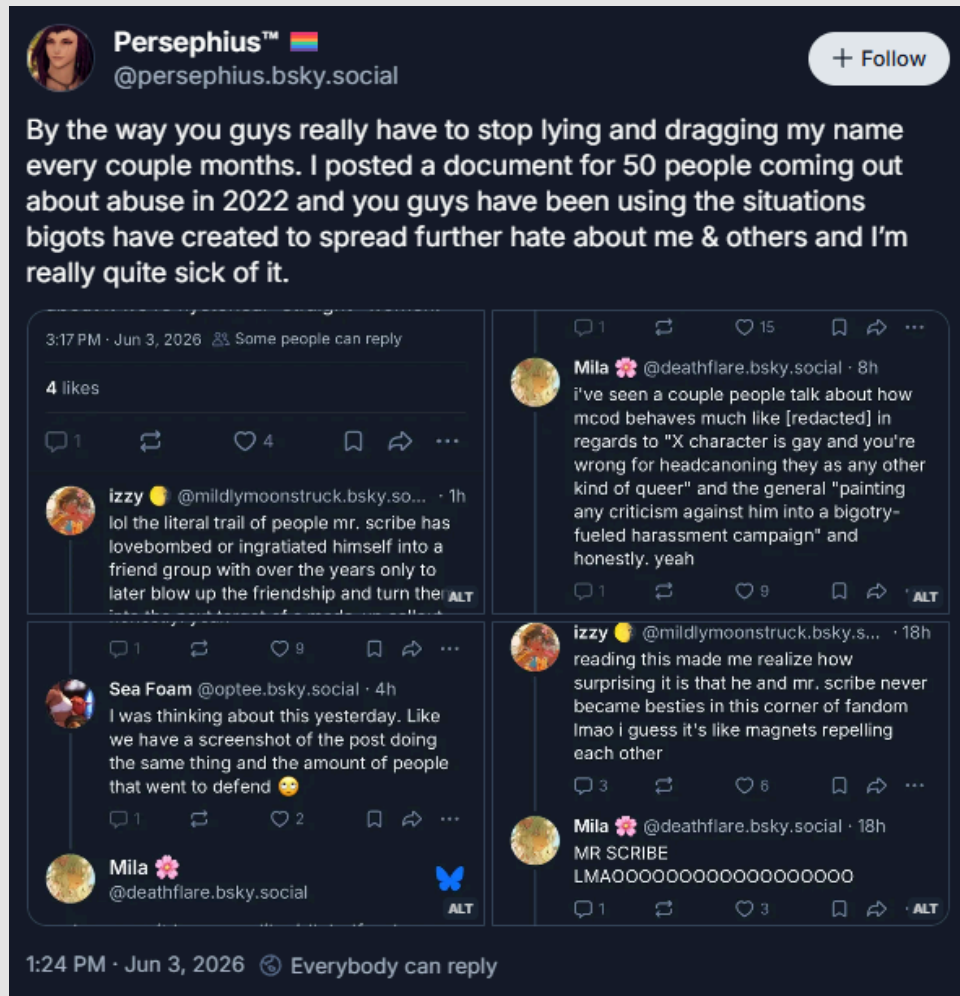 Persephius™
@persephius.bsky.social
+ Follow
By the way you guys really have to stop lying and dragging my name
every couple months. I posted a document for 50 people coming out
about abuse in 2022 and you guys have been using the situations
bigots have created to spread further hate about me & others and I'm
really quite sick of it.
3:17 PM · Jun 3, 2026 Some people can reply
4 likes
1 4
izzy @mildlymoonstruck.bsky.so... · 1h
lol the literal trail of people mr. scribe has
lovebombed or ingratiated himself into a
friend group with over the years only to
later blow up the friendship and turn
ALT
1 15
Mila @deathflare.bsky.social · 8h
i've seen a couple people talk about how
mcod behaves much like [redacted] in
regards to "X character is gay and you're
wrong for headcanoning they as any other
kind of queer" and the general "painting
any criticism against him into a bigotry-
fueled harassment campaign" and
honestly. yeah
1 9
ALT
1 9
Sea Foam @optee.bsky.social · 4h
I was thinking about this yesterday. Like
we have a screenshot of the post doing
the same thing and the amount of people
that went to defend 🙄
1 2
Mila
@deathflare.bsky.social
ALT
izzy @mildlymoonstruck.bsky.s... · 18h
reading this made me realize how
surprising it is that he and mr. scribe never
became besties in this corner of fandom
lmao i guess it's like magnets repelling
each other
3 6
Mila @deathflare.bsky.social · 18h
MR SCRIBE
LMAOOOOOOOOOOOOOOOOOO
1 3
ALT
1:24 PM · Jun 3, 2026 Everybody can reply